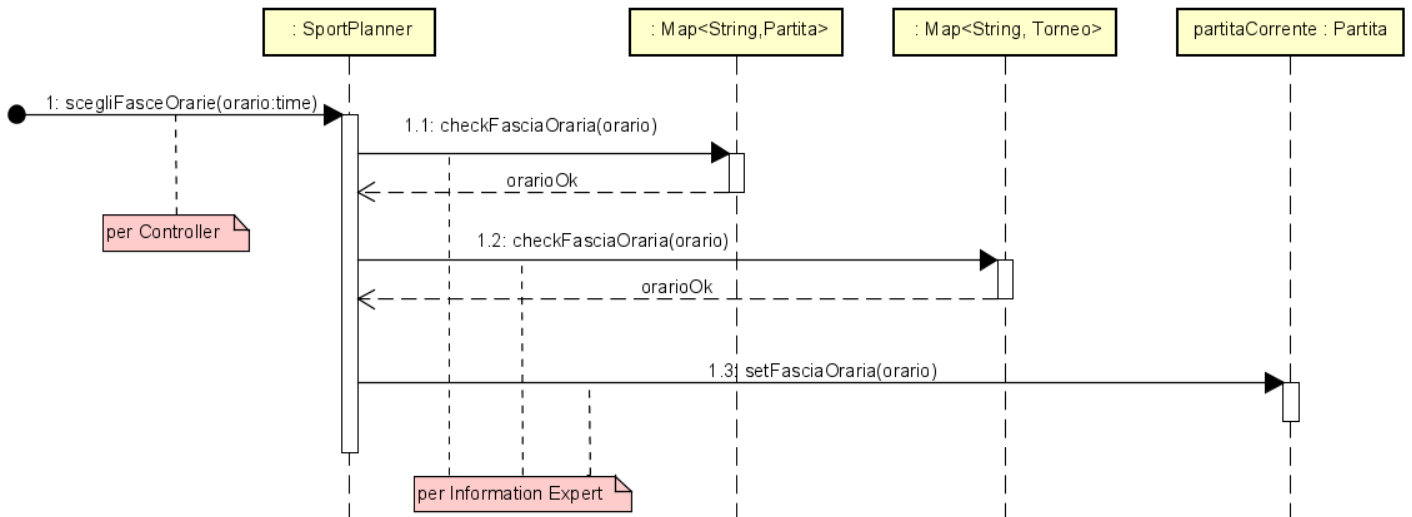 : SportPlanner
: Map<String,Partita>
: Map<String, Torneo>
partitaCorrente : Partita
1: scegliFasceOrarie(orario:time)
1.1: checkFasciaOraria(orario)
orarioOk
per Controller
1.2: checkFasciaOraria(orario)
orarioOk
1.3: setFasciaOraria(orario)
per Information Expert